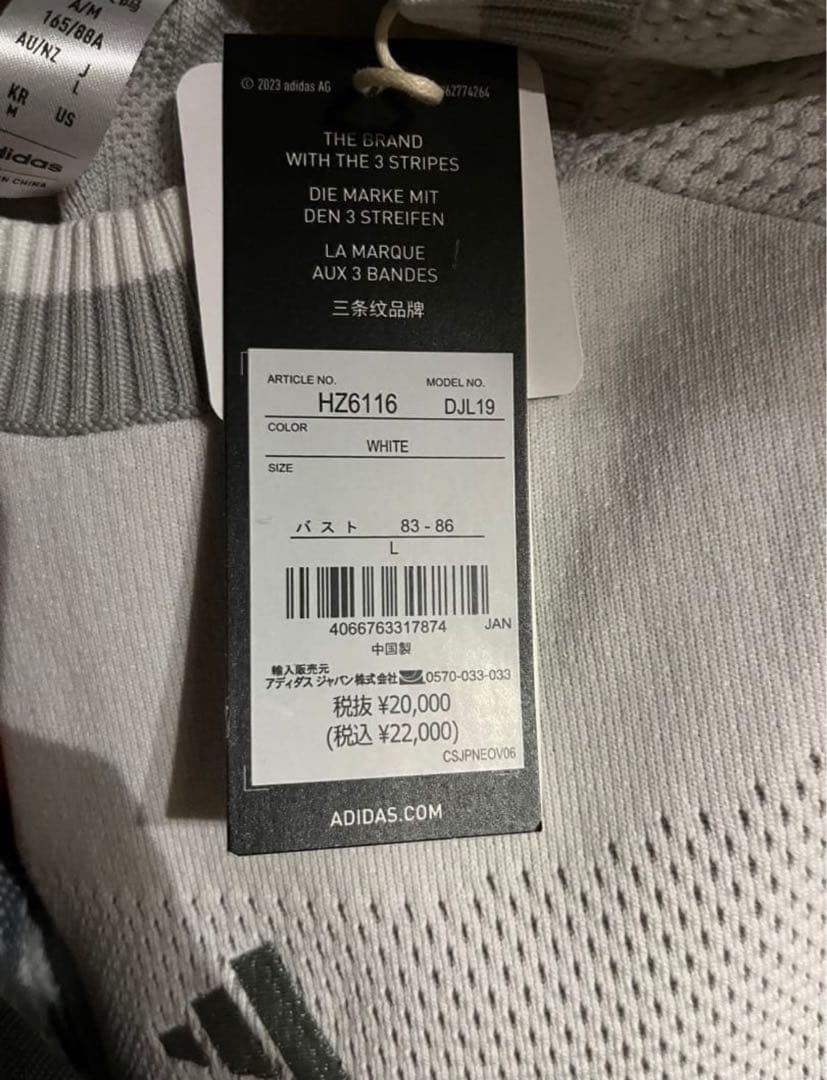 A/M
165/88A
AU/NZ
J
L
KR
M
US
adidas
© 2023 adidas AG
62774264
THE BRAND
WITH THE 3 STRIPES
DIE MARKE MIT
DEN 3 STREIFEN
LA MARQUE
AUX 3 BANDES
三条纹品牌
ARTICLE NO. MODEL NO.
HZ6116 DJL19
COLOR
WHITE
SIZE
バスト 83 - 86
L
4066763317874 JAN
中国製
輸入販売元
アディダス ジャパン株式会社 0570-033-033
税抜 ¥20,000
(税込 ¥22,000)
CSJPNEOV06
ADIDAS.COM